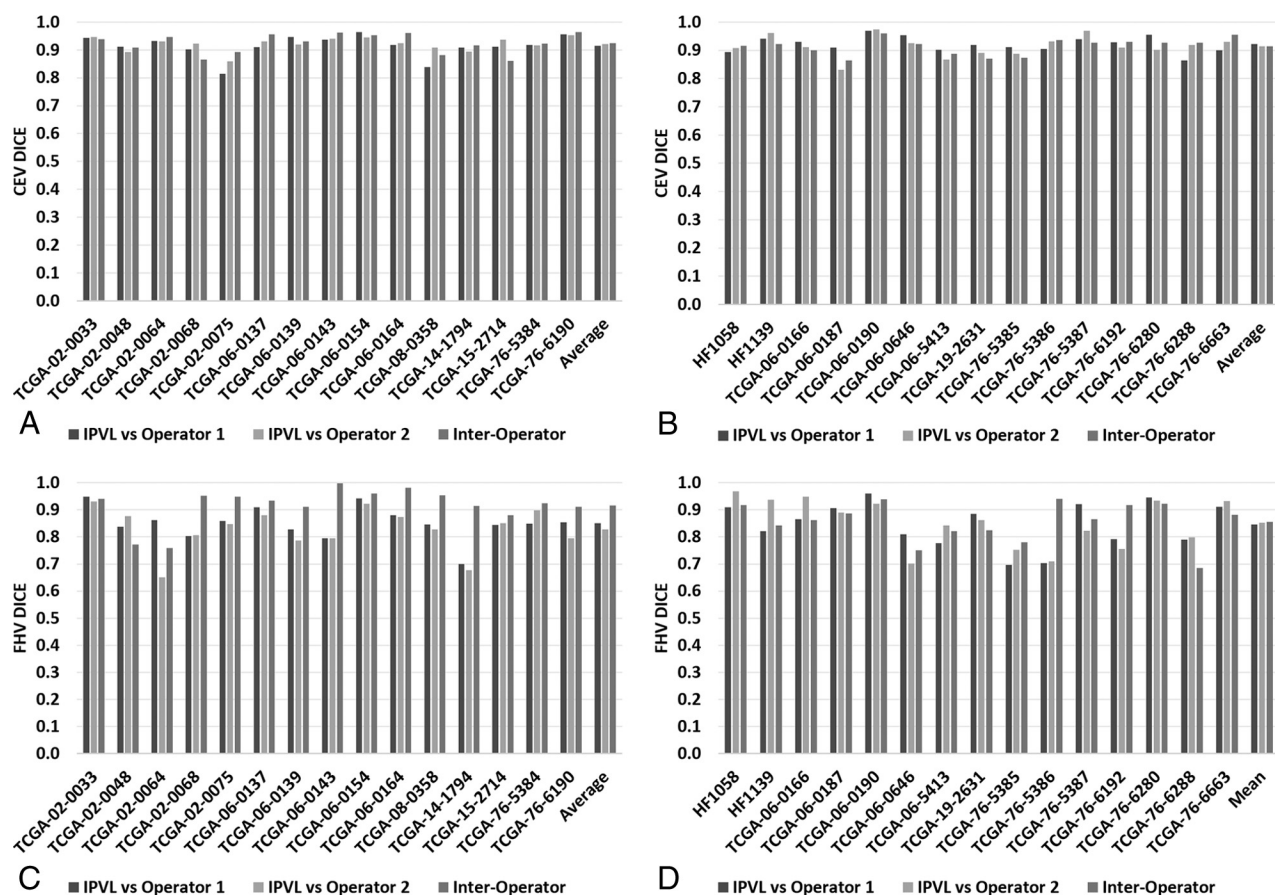 1.0
0.9
0.8
0.7
0.6
0.5
0.4
0.3
0.2
0.1
0.0
CEV DICE
TCGA-02-0033
TCGA-02-0048
TCGA-02-0064
TCGA-02-0068
TCGA-02-0075
TCGA-06-0137
TCGA-06-0139
TCGA-06-0143
TCGA-06-0154
TCGA-06-0164
TCGA-08-0358
TCGA-14-1794
TCGA-15-2714
TCGA-76-5384
TCGA-76-6190
Average
A
IPVL vs Operator 1 IPVL vs Operator 2 Inter-Operator
1.0
0.9
0.8
0.7
0.6
0.5
0.4
0.3
0.2
0.1
0.0
CEV DICE
HF1058
HF1139
TCGA-06-0166
TCGA-06-0187
TCGA-06-0190
TCGA-06-0646
TCGA-06-5413
TCGA-19-2631
TCGA-76-5385
TCGA-76-5386
TCGA-76-5387
TCGA-76-6192
TCGA-76-6280
TCGA-76-6288
TCGA-76-6663
Average
B
IPVL vs Operator 1 IPVL vs Operator 2 Inter-Operator
1.0
0.9
0.8
0.7
0.6
0.5
0.4
0.3
0.2
0.1
0.0
FHV DICE
TCGA-02-0033
TCGA-02-0048
TCGA-02-0064
TCGA-02-0068
TCGA-02-0075
TCGA-06-0137
TCGA-06-0139
TCGA-06-0143
TCGA-06-0154
TCGA-06-0164
TCGA-08-0358
TCGA-14-1794
TCGA-15-2714
TCGA-76-5384
TCGA-76-6190
Average
C
IPVL vs Operator 1 IPVL vs Operator 2 Inter-Operator
1.0
0.9
0.8
0.7
0.6
0.5
0.4
0.3
0.2
0.1
0.0
FHV DICE
HF1058
HF1139
TCGA-06-0166
TCGA-06-0187
TCGA-06-0190
TCGA-06-0646
TCGA-06-5413
TCGA-19-2631
TCGA-76-5385
TCGA-76-5386
TCGA-76-5387
TCGA-76-6192
TCGA-76-6280
TCGA-76-6288
TCGA-76-6663
Mean
D
IPVL vs Operator 1 IPVL vs Operator 2 Inter-Operator